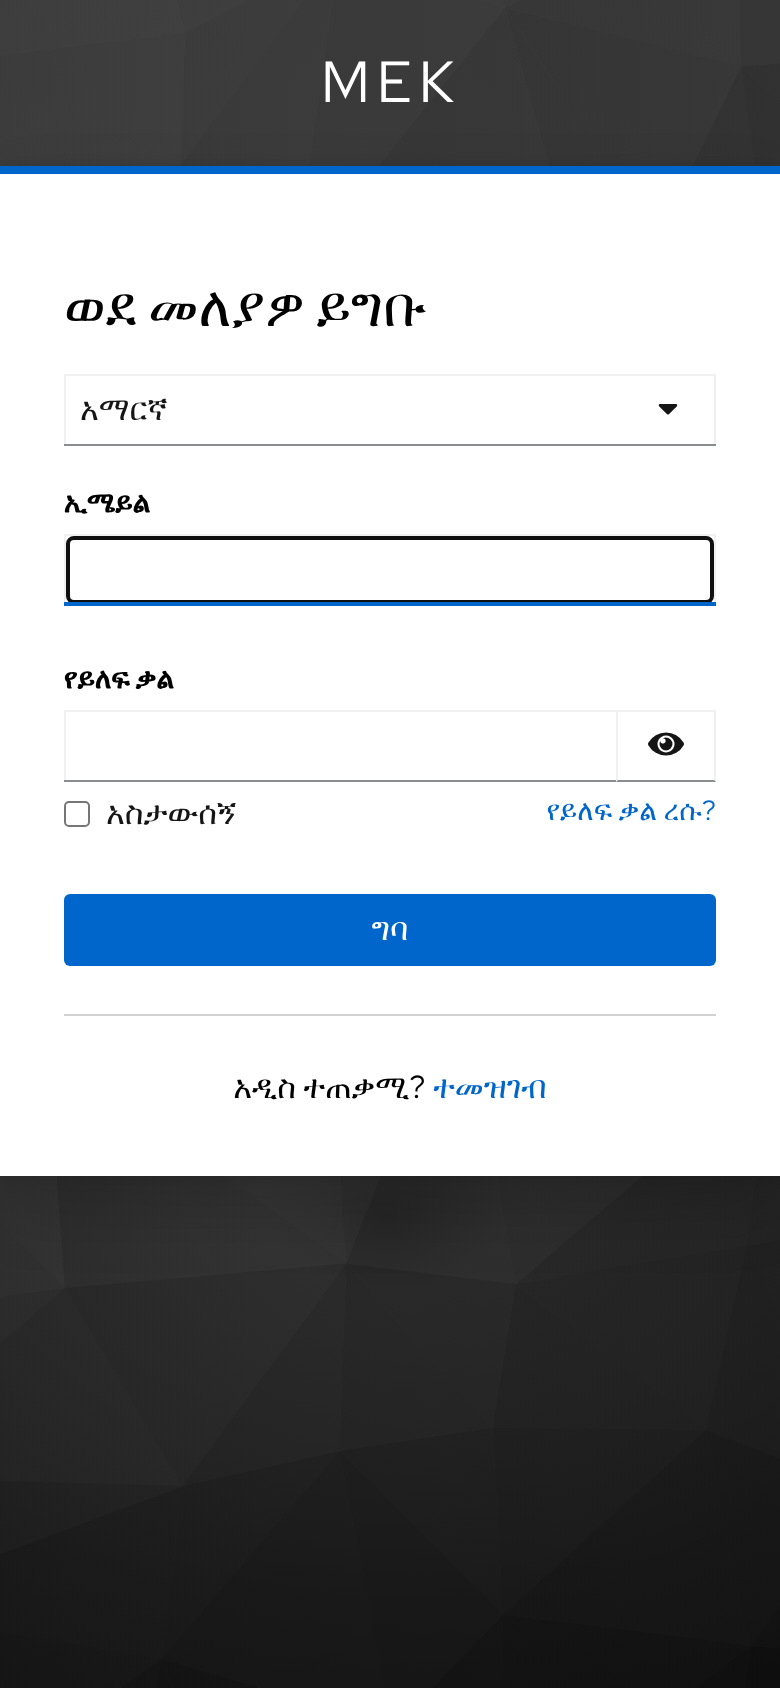 MEK
ወደ መለያዎ ይግቡ
አማርኛ
ኢሜይል
የይለፍ ቃል
አስታውሰኝ
የይለፍ ቃል ረሱ?
ግባ
አዲስ ተጠቃሚ? ተመዝገብ